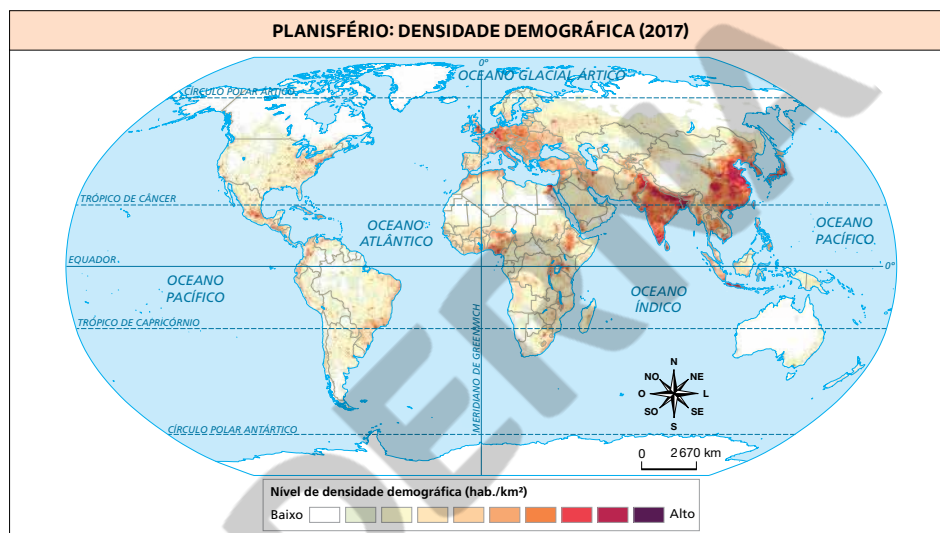 PLANISFÉRIO: DENSIDADE DEMOGRÁFICA (2017)
0°
OCEANO GLACIAL ÁRTICO
CÍRCULO POLAR ÁRTICO
TRÓPICO DE CÂNCER
OCEANO
ATLÂNTICO
OCEANO
PACÍFICO
EQUADOR
0°
OCEANO
PACÍFICO
OCEANO
ÍNDICO
TRÓPICO DE CAPRICÓRNIO
MERIDIANO DE GREENWICH
N
NO
NE
O
L
SO
SE
S
CÍRCULO POLAR ANTÁRTICO
0 2 670 km
Nível de densidade demográfica (hab./km²)
Baixo Alto